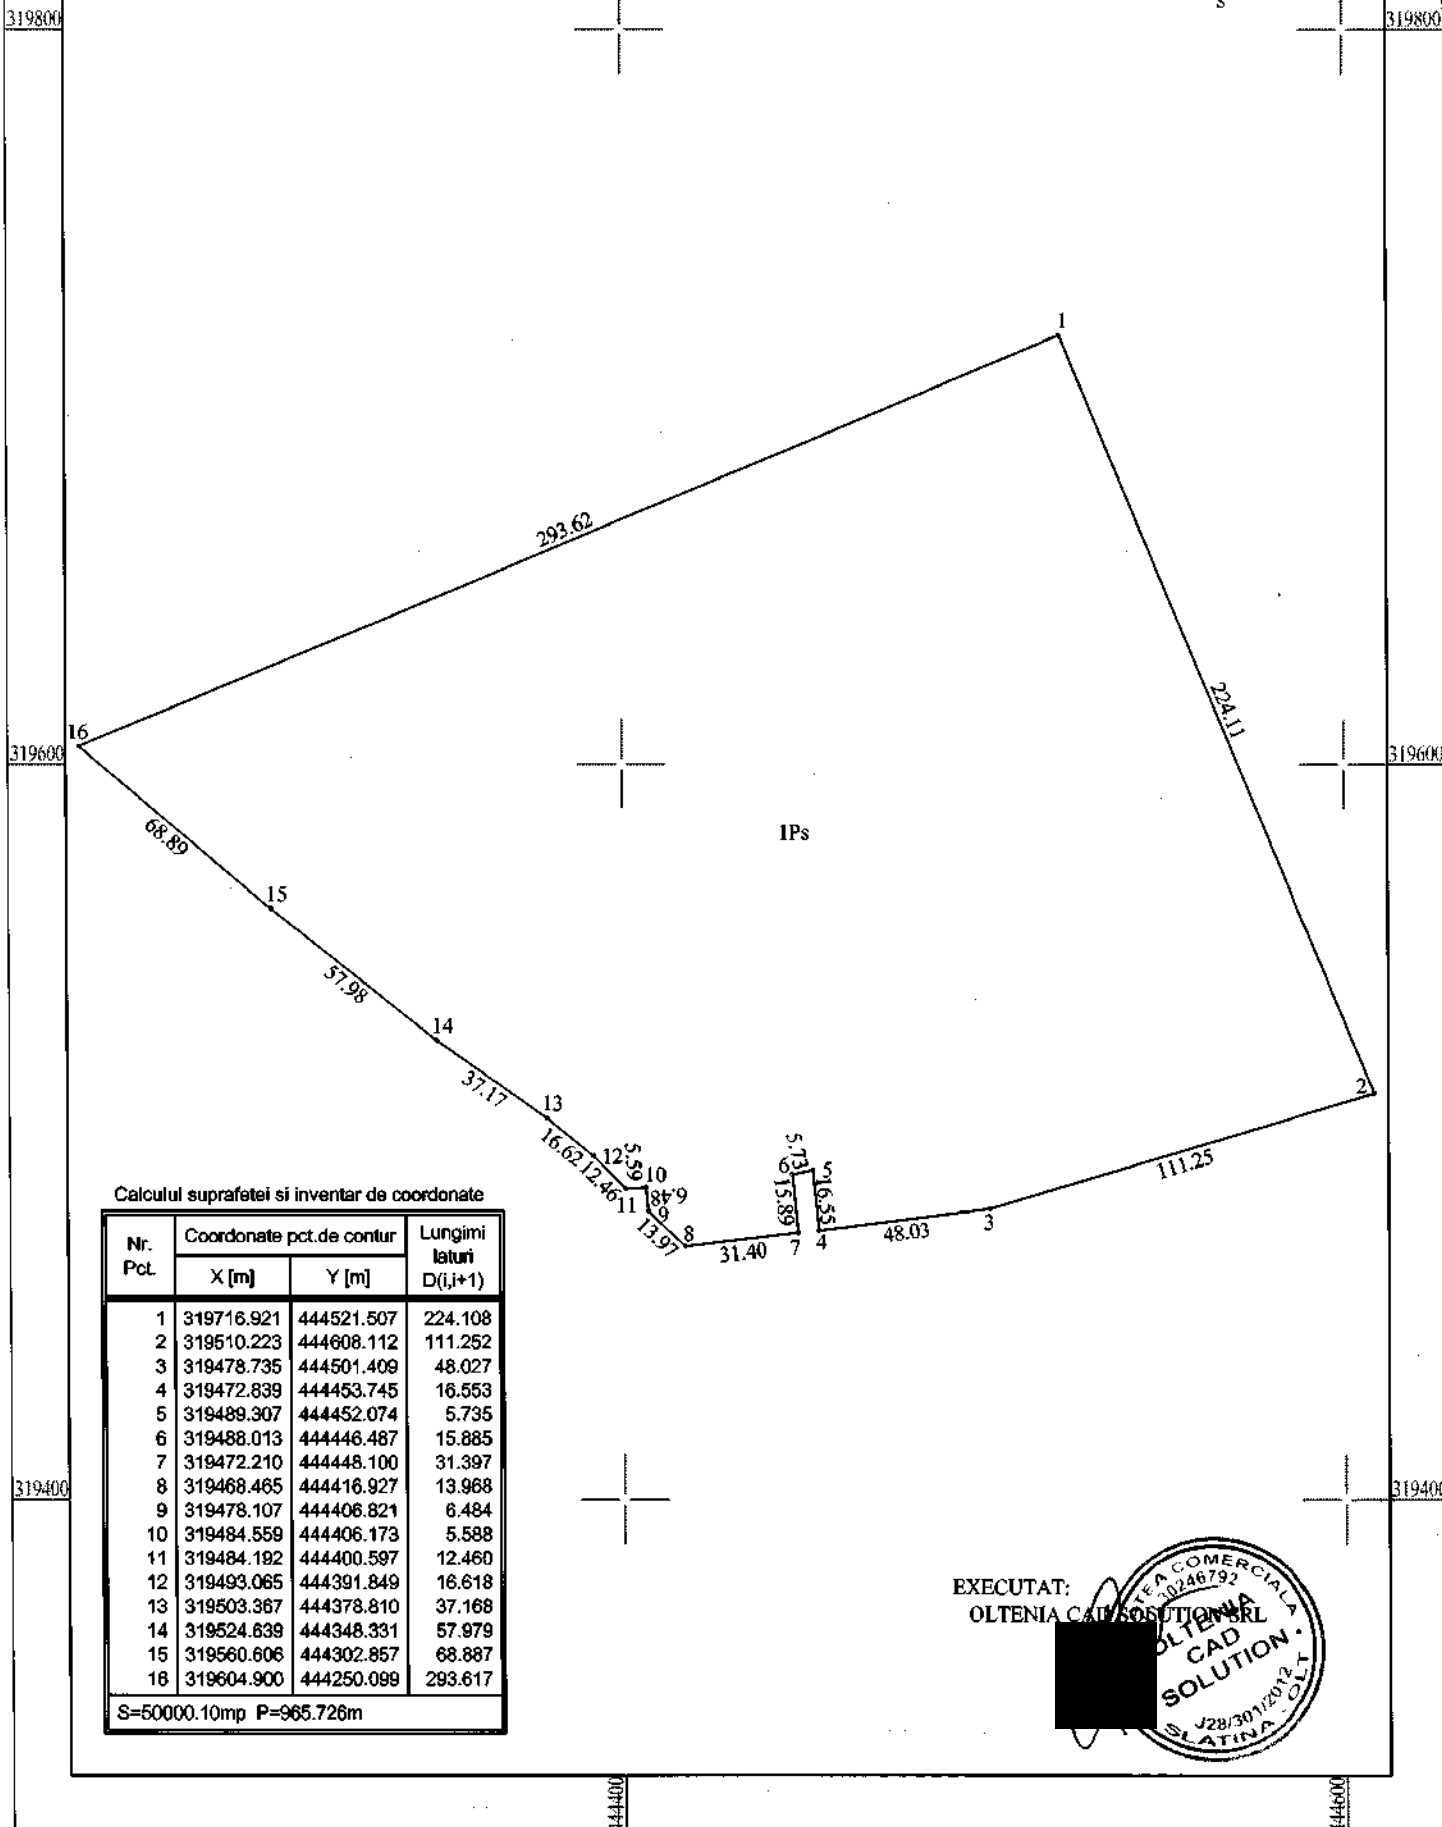 S
319800
319800
1
293.62
224.11
16
319600
319600
68.89
1Ps
15
57.98
14
37.17
13
2
16.62
12
5.59
10
12.46
11
6.48
9
13.97
8
31.40
7
15.89
6
5.73
5
16.55
4
48.03
3
111.25
Calculul suprafetei si inventar de coordonate
Nr. Pct. Coordonate pct.de contur Lungimi laturi D(i,i+1)
X [m] Y [m]
1 319716.921 444521.507 224.108
2 319510.223 444608.112 111.252
3 319478.735 444501.409 48.027
4 319472.839 444453.745 16.553
5 319489.307 444452.074 5.735
6 319488.013 444446.487 15.885
7 319472.210 444448.100 31.397
8 319468.465 444416.927 13.968
9 319478.107 444406.821 6.484
10 319484.559 444406.173 5.588
11 319484.192 444400.597 12.460
12 319493.065 444391.849 16.618
13 319503.367 444378.810 37.168
14 319524.639 444348.331 57.979
15 319560.606 444302.857 68.887
16 319604.900 444250.099 293.617
S=50000.10mp P=965.726m
319400
319400
EXECUTAT:
OLTENIA CAD SOLUTION SRL
COMERCIALA
30246792
OLTENIA
CAD
SOLUTION
J28/301/2012
SLATINA - OLT